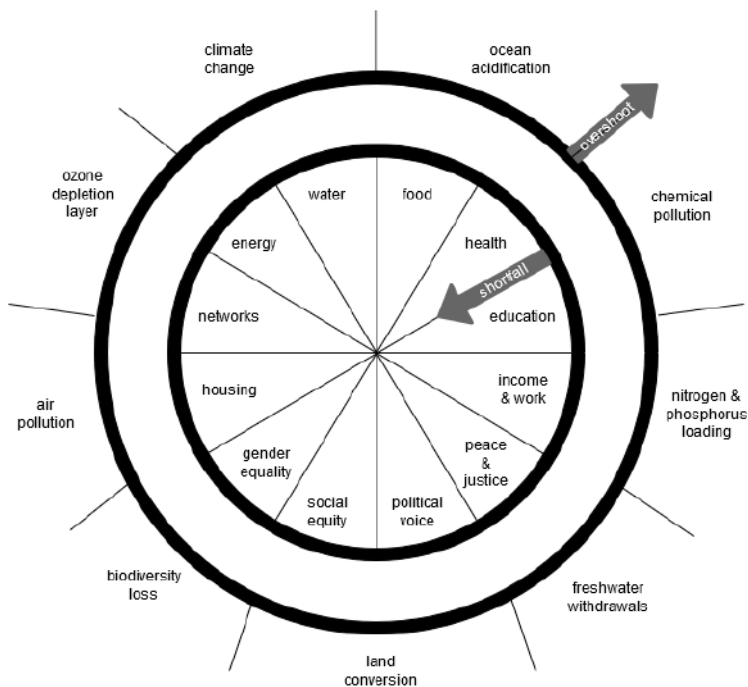 climate
change
ocean
acidification
overshoot
ozone
depletion
layer
chemical
pollution
water
food
energy
health
shortfall
networks
education
housing
income
& work
air
pollution
nitrogen &
phosphorus
loading
gender
equality
peace
&
justice
social
equity
political
voice
biodiversity
loss
freshwater
withdrawals
land
conversion